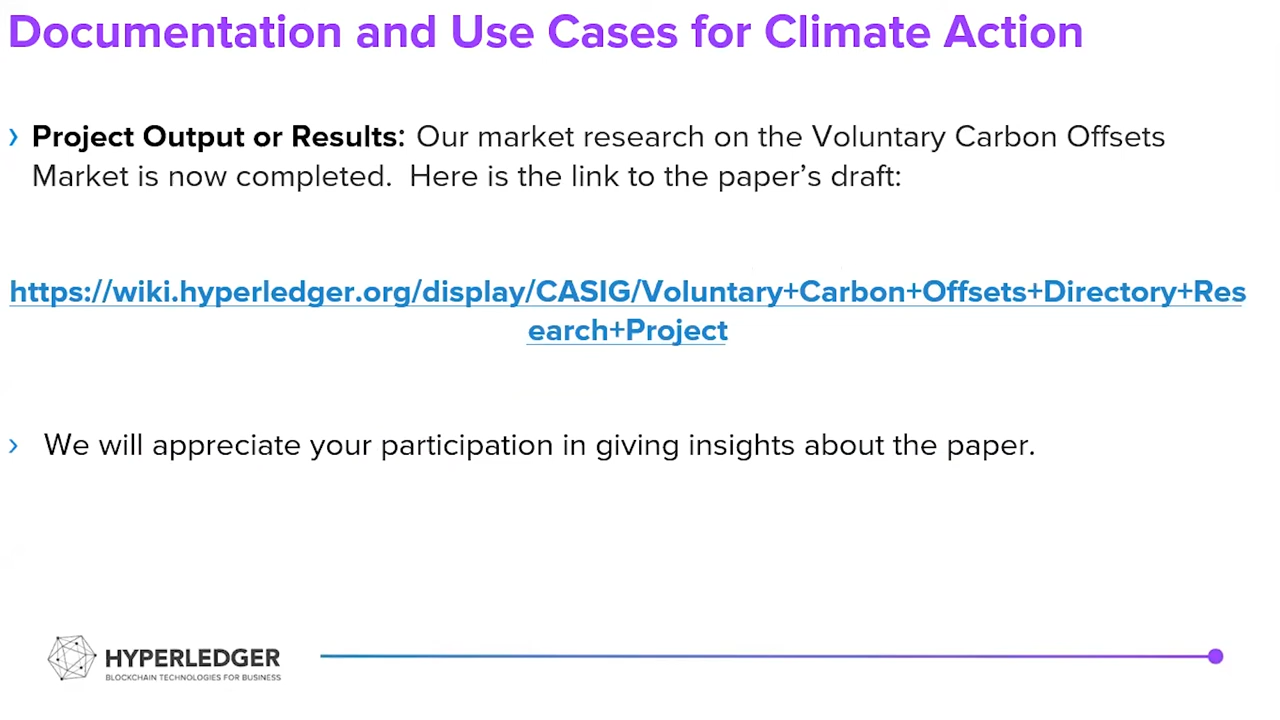 Documentation and Use Cases for Climate Action
› Project Output or Results: Our market research on the Voluntary Carbon Offsets
Market is now completed.  Here is the link to the paper’s draft:
https://wiki.hyperledger.org/display/CASIG/Voluntary+Carbon+Offsets+Directory+Res
earch+Project
› We will appreciate your participation in giving insights about the paper.
HYPERLEDGER
BLOCKCHAIN TECHNOLOGIES FOR BUSINESS